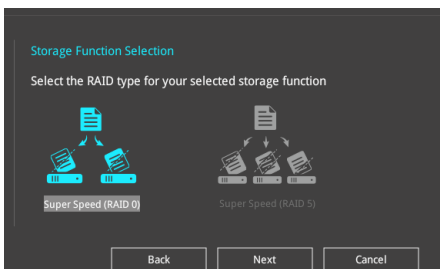 Storage Function Selection
Select the RAID type for your selected storage function
Super Speed (RAID 0)
Super Speed (RAID 5)
Back
Next
Cancel